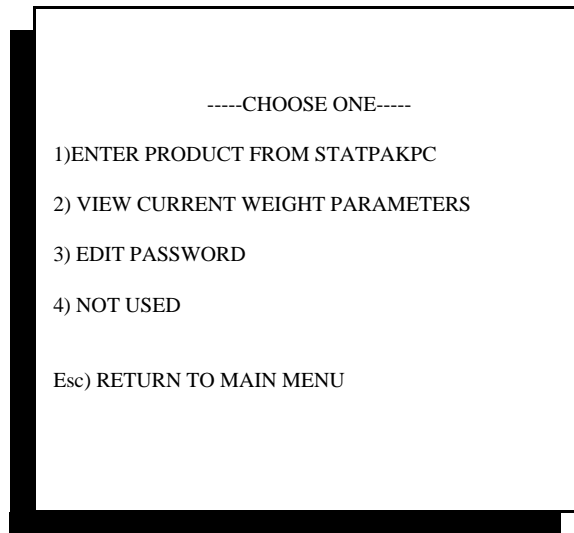 -----CHOOSE ONE-----
1)ENTER PRODUCT FROM STATPAKPC
2) VIEW CURRENT WEIGHT PARAMETERS
3) EDIT PASSWORD
4) NOT USED
Esc) RETURN TO MAIN MENU